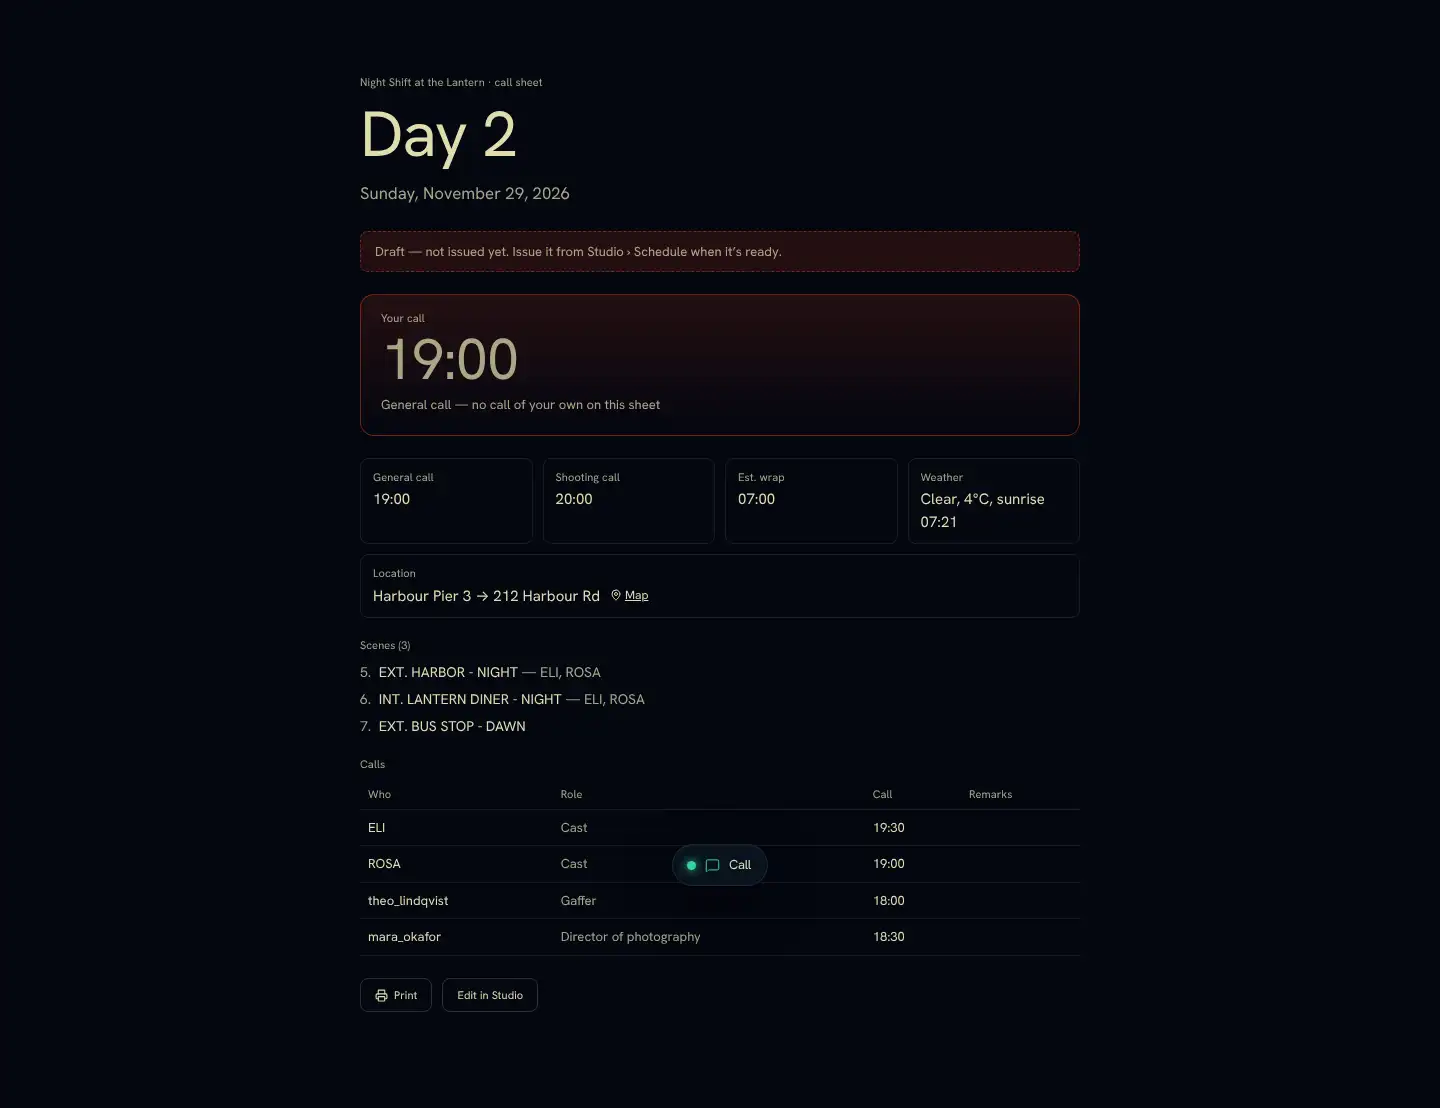 Night Shift at the Lantern · call sheet
Day 2
Sunday, November 29, 2026
Draft — not issued yet. Issue it from Studio › Schedule when it’s ready.
Your call
19:00
General call — no call of your own on this sheet
General call
19:00
Shooting call
20:00
Est. wrap
07:00
Weather
Clear, 4°C, sunrise
07:21
Location
Harbour Pier 3 → 212 Harbour Rd Map
Scenes (3)
5. EXT. HARBOR - NIGHT — ELI, ROSA
6. INT. LANTERN DINER - NIGHT — ELI, ROSA
7. EXT. BUS STOP - DAWN
Calls
Who Role Call Remarks
ELI Cast 19:30
ROSA Cast 19:00
Call
theo_lindqvist Gaffer 18:00
mara_okafor Director of photography 18:30
Print
Edit in Studio